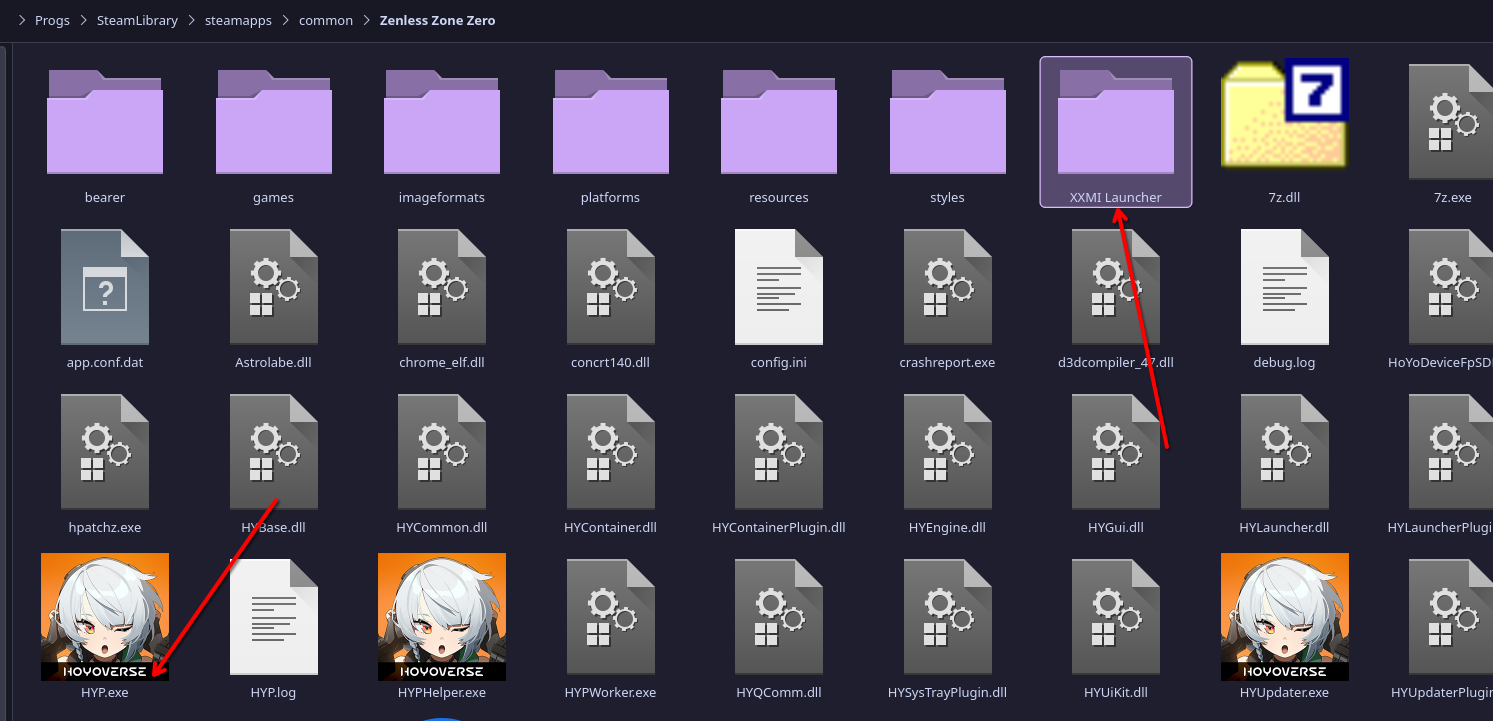 Progs > SteamLibrary > steamapps > common > Zenless Zone Zero
bearer games imageformats platforms resources styles XXMI Launcher 7z.dll 7z.exe
app.conf.dat Astrolabe.dll chrome_elf.dll concrt140.dll config.ini crashreport.exe d3dcompiler_47.dll debug.log HoYoDeviceFpSD
hpatchz.exe HYBase.dll HYCommon.dll HYContainer.dll HYContainerPlugin.dll HYEngine.dll HYGui.dll HYLauncher.dll HYLauncherPlugi
HOYOVERSE HOYOVERSE HOYOVERSE
HYP.exe HYP.log HYPHelper.exe HYPWorker.exe HYQComm.dll HYSysTrayPlugin.dll HYUiKit.dll HYUpdater.exe HYUpdaterPlugin